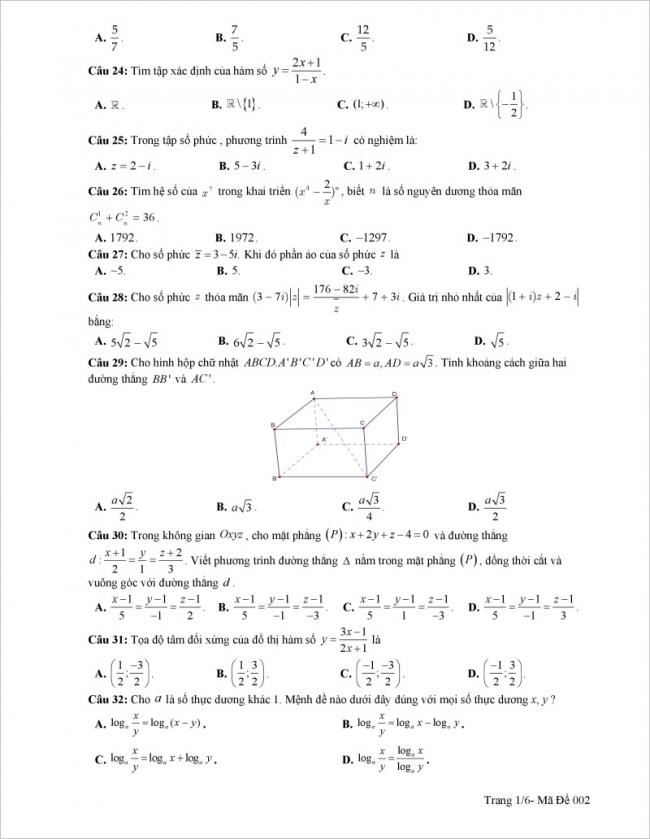 A. 5/7. B. 7/5. C. 12/5. D. 5/12.
Câu 24: Tìm tập xác định của hàm số y = (2x+1)/(1−x).
A. ℝ. B. ℝ\{1}. C. (1;+∞). D. ℝ\{−1/2}.
Câu 25: Trong tập số phức , phương trình 4/(z+1) = 1−i có nghiệm là:
A. z = 2−i. B. 5−3i. C. 1+2i. D. 3+2i.
Câu 26: Tìm hệ số của x⁷ trong khai triển (x⁴ − 2/x)ⁿ, biết n là số nguyên dương thỏa mãn
Cₙ¹ + Cₙ² = 36.
A. 1792. B. 1972. C. −1297. D. −1792.
Câu 27: Cho số phức z̄ = 3−5i. Khi đó phần ảo của số phức z là
A. −5. B. 5. C. −3. D. 3.
Câu 28: Cho số phức z thỏa mãn (3−7i)|z| = (176−82i)/z̄ + 7 + 3i. Giá trị nhỏ nhất của |(1+i)z + 2 − i|
bằng:
A. 5√2 − √5. B. 6√2 − √5. C. 3√2 − √5. D. √5.
Câu 29: Cho hình hộp chữ nhật ABCD.A'B'C'D' có AB = a, AD = a√3. Tính khoảng cách giữa hai
đường thẳng BB' và AC'.
A D
B C
A' D'
B' C'
A. a√2/2. B. a√3. C. a√3/4. D. a√3/2
Câu 30: Trong không gian Oxyz, cho mặt phẳng (P): x+2y+z−4=0 và đường thẳng
d: (x+1)/2 = y/1 = (z+2)/3. Viết phương trình đường thẳng Δ nằm trong mặt phẳng (P), đồng thời cắt và
vuông góc với đường thẳng d.
A. (x−1)/5 = (y−1)/−1 = (z−1)/2. B. (x−1)/5 = (y−1)/−1 = (z−1)/−3. C. (x−1)/5 = (y−1)/1 = (z−1)/−3. D. (x−1)/5 = (y−1)/−1 = (z−1)/3.
Câu 31: Tọa độ tâm đối xứng của đồ thị hàm số y = (3x−1)/(2x+1) là
A. (1/2; −3/2). B. (1/2; 3/2). C. (−1/2; −3/2). D. (−1/2; 3/2).
Câu 32: Cho a là số thực dương khác 1. Mệnh đề nào dưới đây đúng với mọi số thực dương x, y ?
A. logₐ x/y = logₐ(x−y). B. logₐ x/y = logₐ x − logₐ y.
C. logₐ x/y = logₐ x + logₐ y. D. logₐ x/y = logₐ x / logₐ y.
Trang 1/6- Mã Đề 002